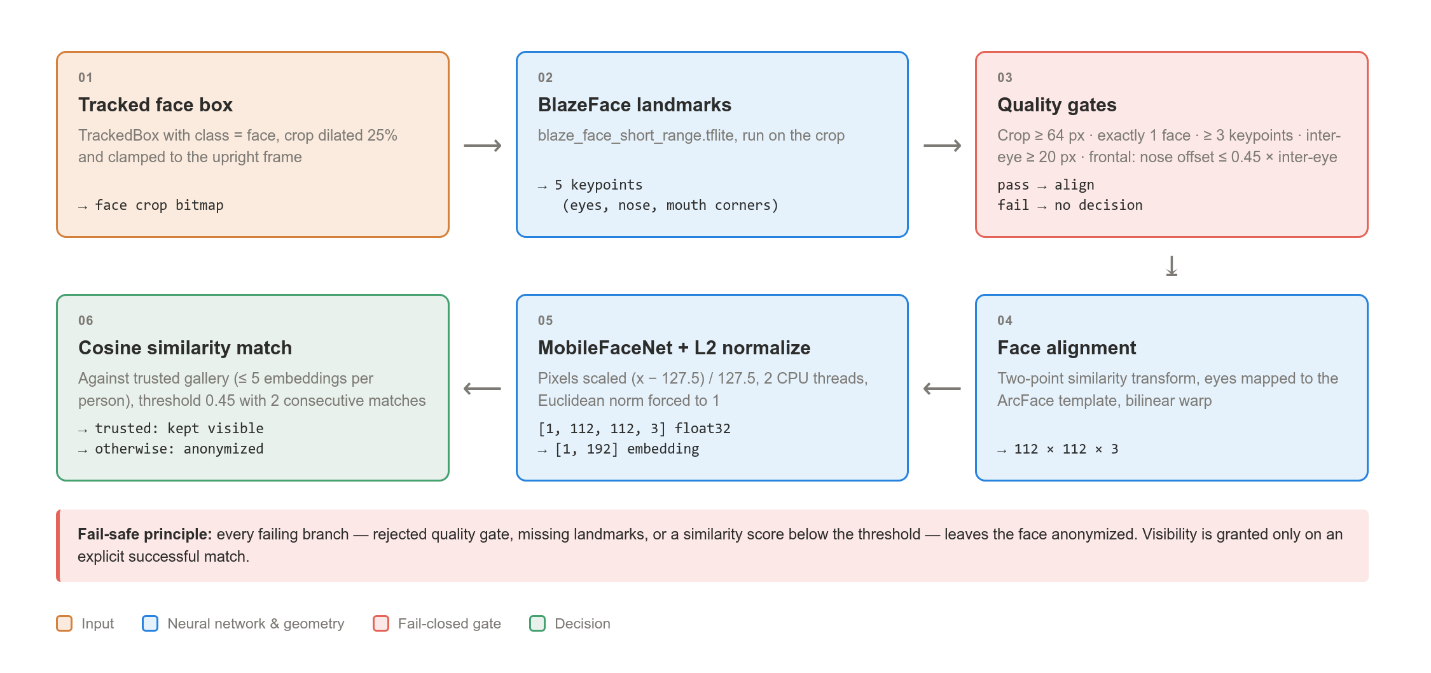 01
Tracked face box
TrackedBox with class = face, crop dilated 25%
and clamped to the upright frame
→ face crop bitmap
02
BlazeFace landmarks
blaze_face_short_range.tflite, run on the crop
→ 5 keypoints
(eyes, nose, mouth corners)
03
Quality gates
Crop ≥ 64 px · exactly 1 face · ≥ 3 keypoints · inter-
eye ≥ 20 px · frontal: nose offset ≤ 0.45 × inter-eye
pass → align
fail → no decision
06
Cosine similarity match
Against trusted gallery (≤ 5 embeddings per
person), threshold 0.45 with 2 consecutive matches
→ trusted: kept visible
→ otherwise: anonymized
05
MobileFaceNet + L2 normalize
Pixels scaled (x − 127.5) / 127.5, 2 CPU threads,
Euclidean norm forced to 1
[1, 112, 112, 3] float32
→ [1, 192] embedding
04
Face alignment
Two-point similarity transform, eyes mapped to the
ArcFace template, bilinear warp
→ 112 × 112 × 3
Fail-safe principle: every failing branch — rejected quality gate, missing landmarks, or a similarity score below the threshold — leaves the face anonymized. Visibility is granted only on an
explicit successful match.
Input
Neural network & geometry
Fail-closed gate
Decision